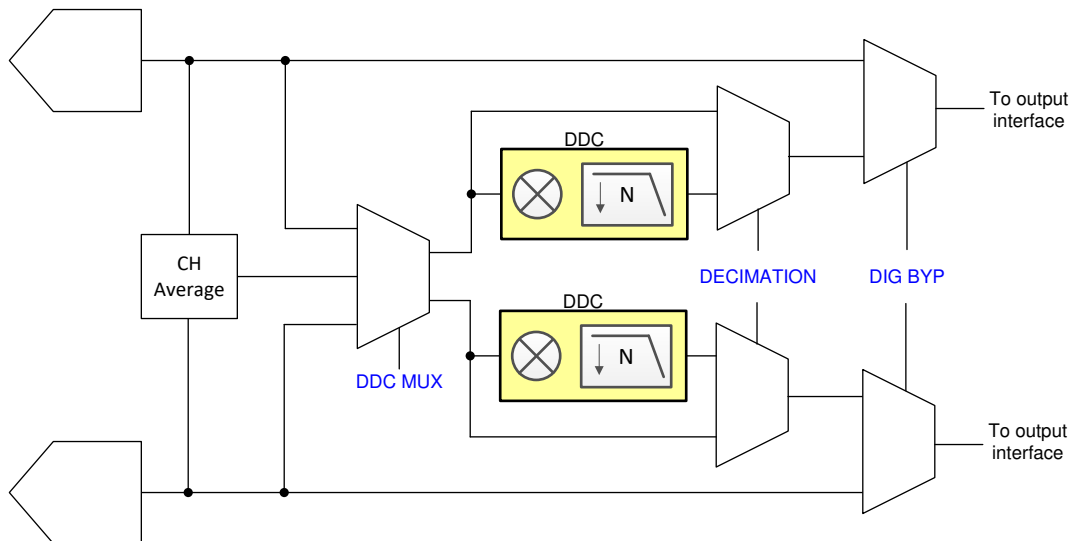 To output
interface
DDC
N
CH
Average
DECIMATION
DIG BYP
DDC
N
DDC MUX
To output
interface